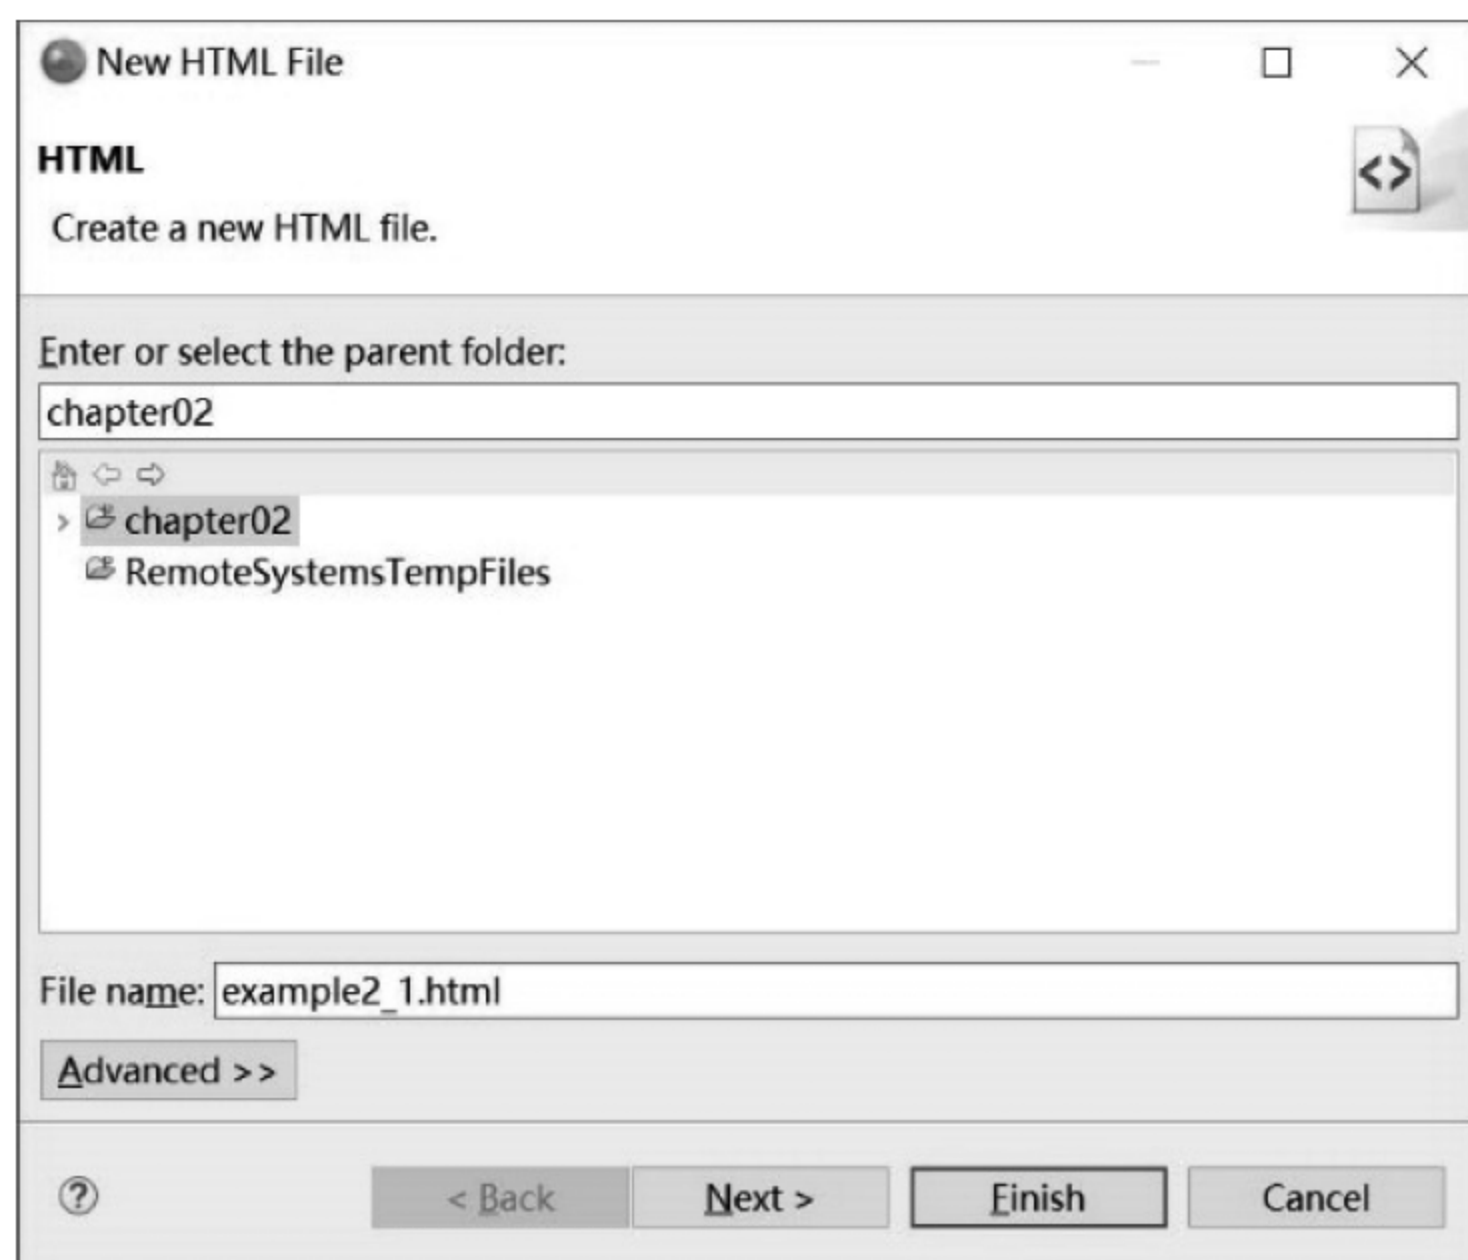 New HTML File
HTML
Create a new HTML file.
Enter or select the parent folder:
chapter02
chapter02
RemoteSystemsTempFiles
File name: example2_1.html
Advanced >>
< Back Next > Finish Cancel